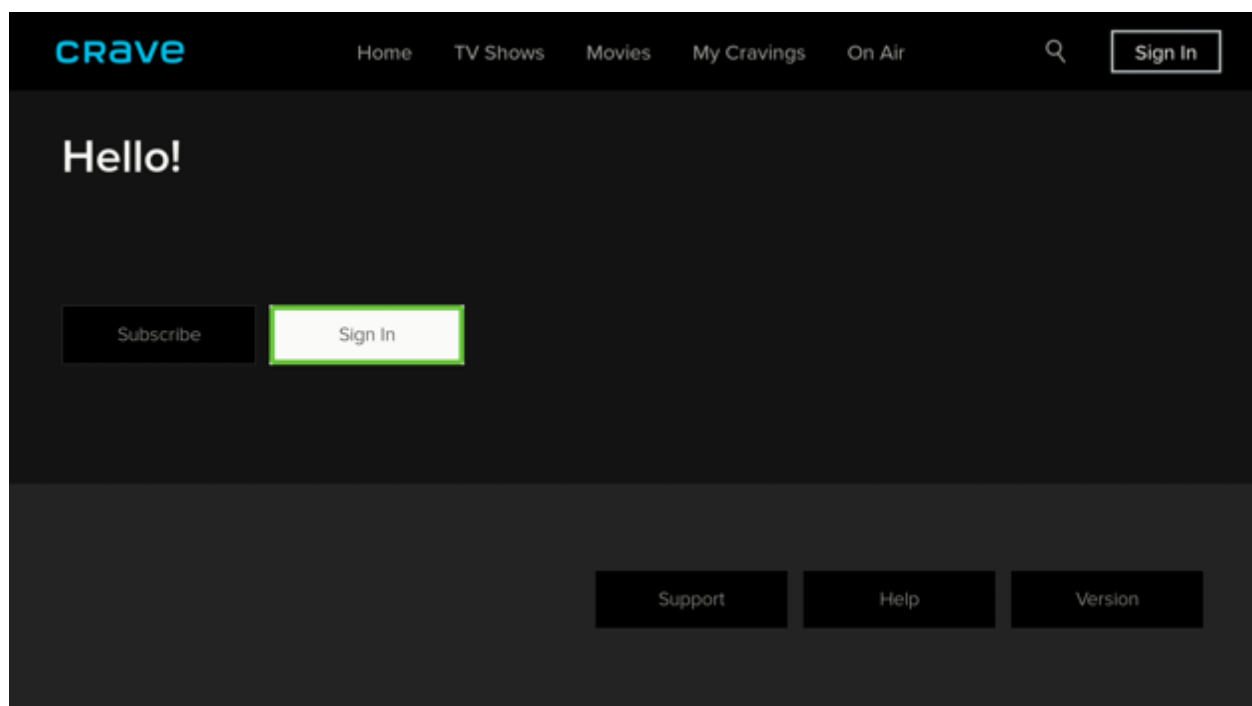 crave
Home TV Shows Movies My Cravings On Air Sign In
Hello!
Subscribe Sign In
Support Help Version